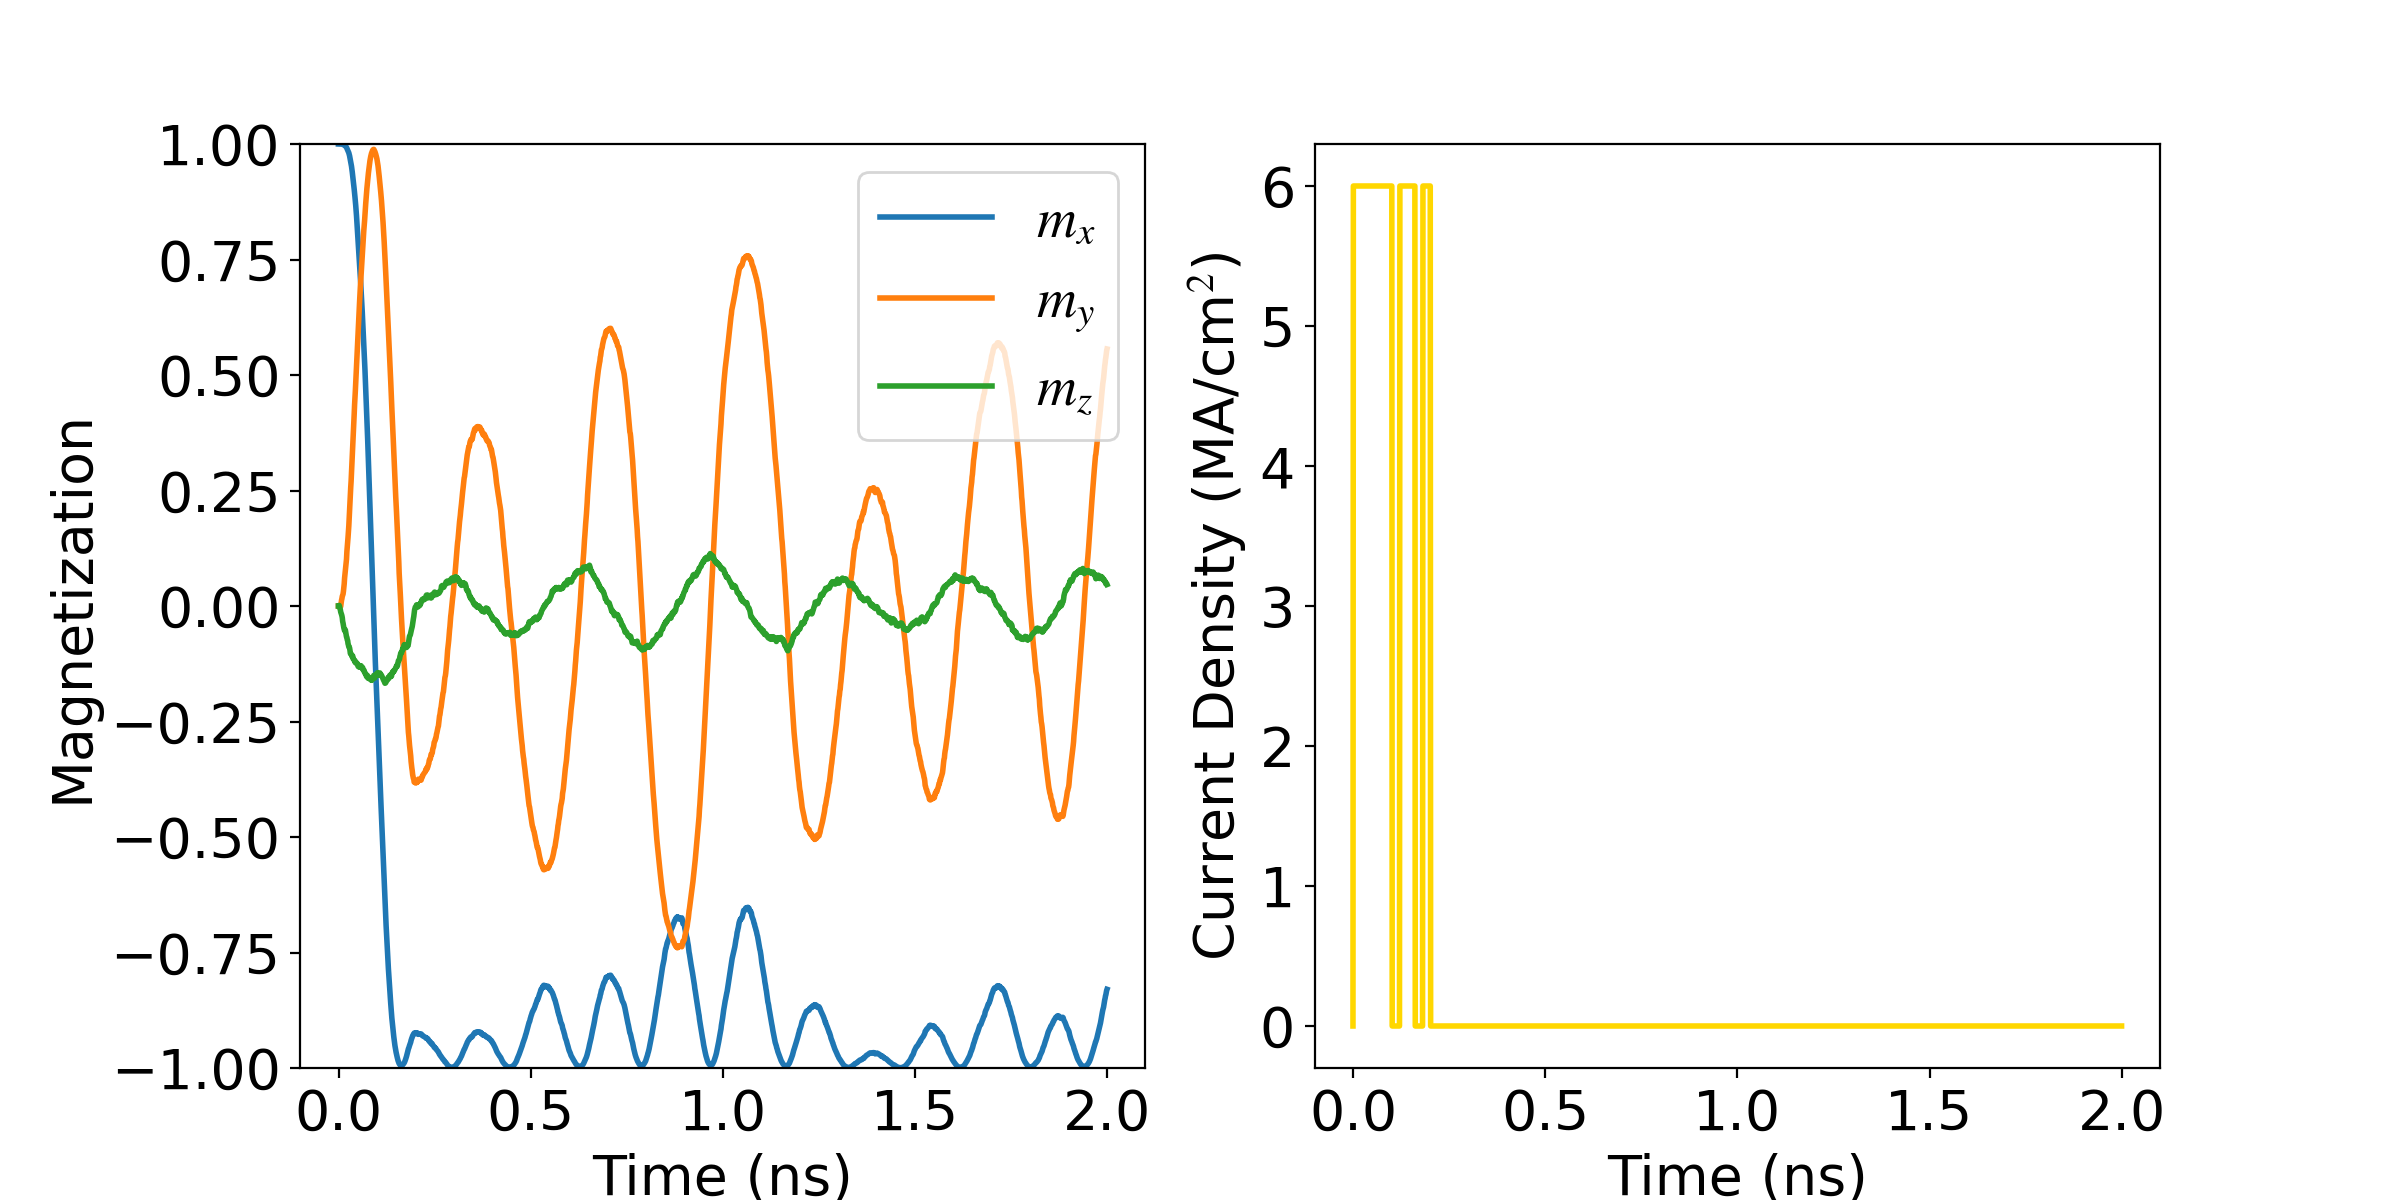 1.00
0.75
0.50
0.25
0.00
−0.25
−0.50
−0.75
−1.00
Magnetization
0.0 0.5 1.0 1.5 2.0
Time (ns)
m_x
m_y
m_z
6
5
4
3
2
1
0
Current Density (MA/cm²)
0.0 0.5 1.0 1.5 2.0
Time (ns)